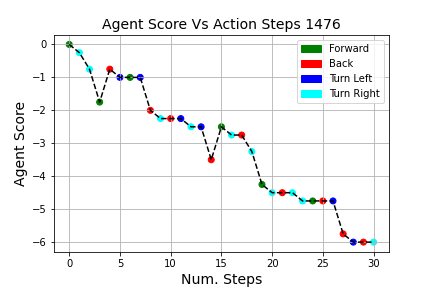 Agent Score Vs Action Steps 1476
Agent Score
0
−1
−2
−3
−4
−5
−6
Forward
Back
Turn Left
Turn Right
0 5 10 15 20 25 30
Num. Steps